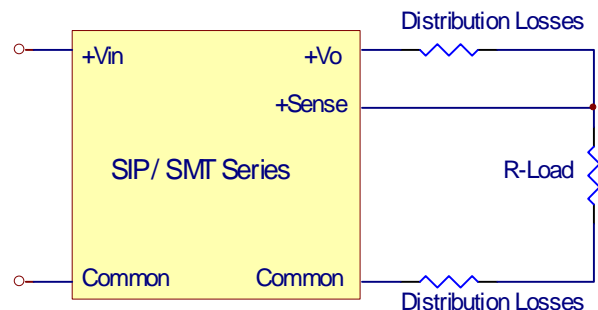 Distribution Losses
+Vin
+Vo
+Sense
SIP/ SMT Series
R-Load
Common
Common
Distribution Losses